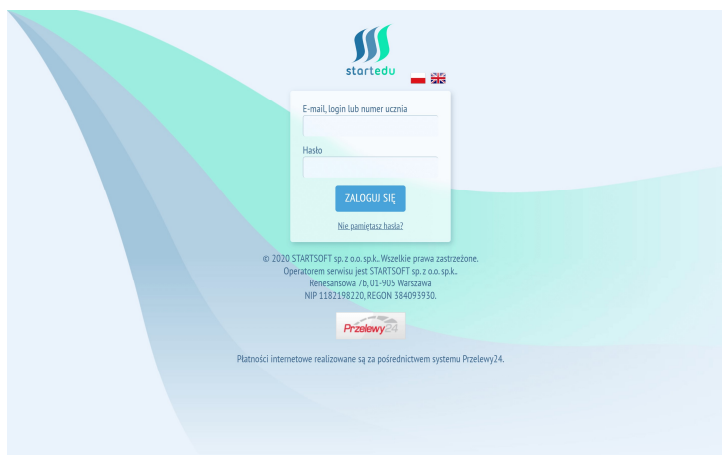 startedu
E-mail, login lub numer ucznia
Hasło
ZALOGUJ SIĘ
Nie pamiętasz hasła?
© 2020 STARTSOFT sp. z o.o. sp.k.. Wszelkie prawa zastrzeżone.
Operatorem serwisu jest STARTSOFT sp. z o.o. sp.k..
Renesansowa 7b, 01-905 Warszawa
NIP 1182198220, REGON 384093930.
Przelewy24
Płatności internetowe realizowane są za pośrednictwem systemu Przelewy24.